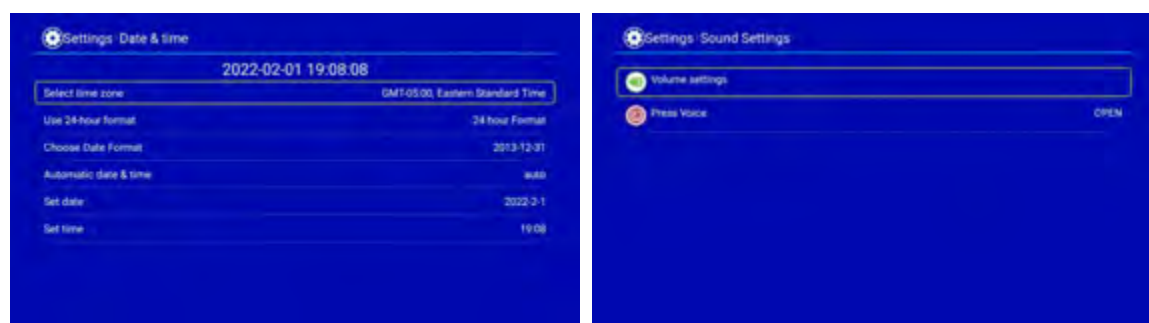 Settings Date & time
2022-02-01 19:08:08
Select time zone GMT-05:00, Eastern Standard Time
Use 24-hour format 24 hour Format
Choose Date Format 2013-12-31
Automatic date & time auto
Set date 2022-2-1
Set time 19:08
Settings Sound Settings
Volume settings
Press Voice OPEN